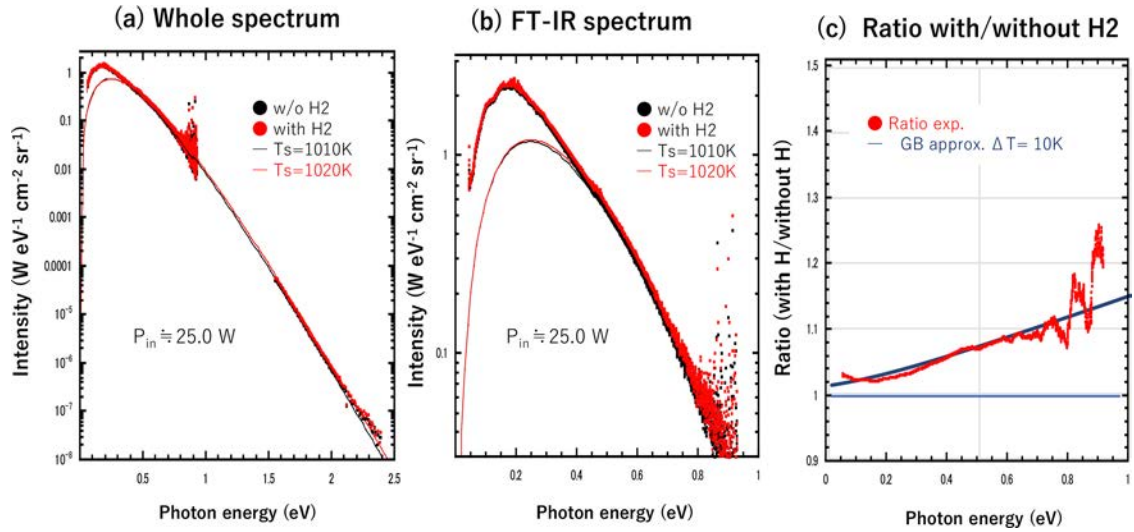 (a) Whole spectrum
1
0.1
0.01
0.001
0.0001
10⁻⁵
10⁻⁶
10⁻⁷
10⁻⁸
Intensity (W eV⁻¹ cm⁻² sr⁻¹)
w/o H2
with H2
Ts=1010K
Ts=1020K
P_in ≒ 25.0 W
0 0.5 1 1.5 2 2.5
Photon energy (eV)
(b) FT-IR spectrum
1
0.1
Intensity (W eV⁻¹ cm⁻² sr⁻¹)
w/o H2
with H2
Ts=1010K
Ts=1020K
P_in ≒ 25.0 W
0 0.2 0.4 0.6 0.8 1
Photon energy (eV)
(c) Ratio with/without H2
1.5
1.4
1.3
1.2
1.1
1
0.9
Ratio (with H/without H)
Ratio exp.
GB approx. Δ T= 10K
0 0.2 0.4 0.6 0.8 1
Photon energy (eV)